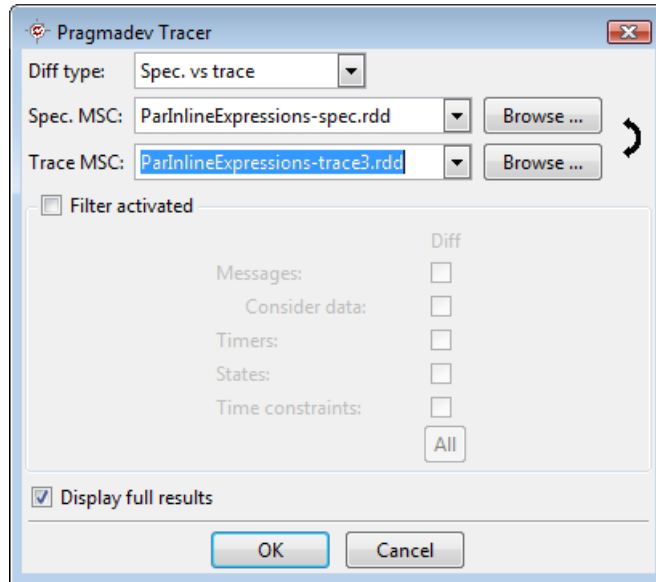 Pragmadev Tracer
Diff type: Spec. vs trace
Spec. MSC: ParInlineExpressions-spec.rdd Browse ...
Trace MSC: ParInlineExpressions-trace3.rdd Browse ...
Filter activated
Diff
Messages:
Consider data:
Timers:
States:
Time constraints:
All
Display full results
OK Cancel